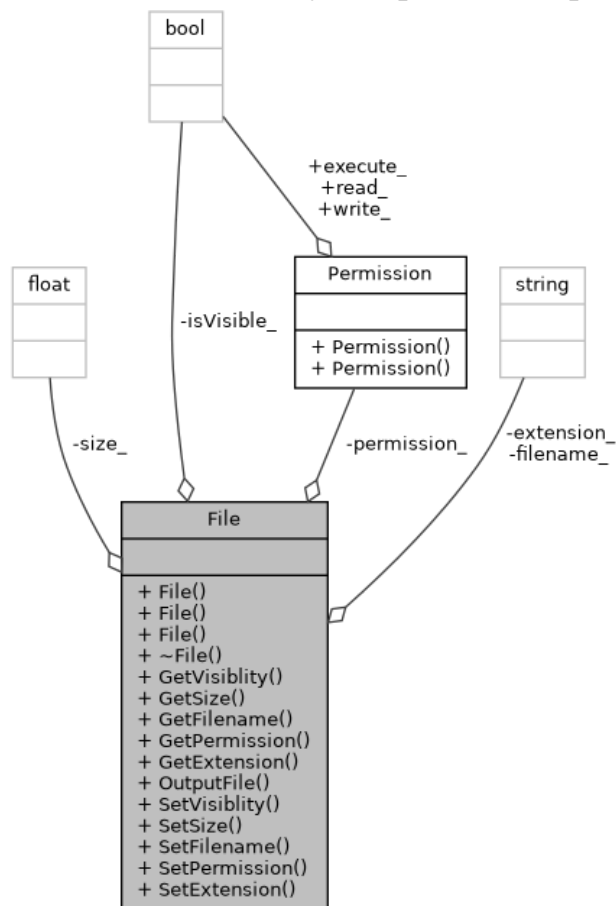 bool
+execute_
+read_
+write_
float
Permission
string
-isVisible_
+ Permission()
+ Permission()
-size_
-permission_
-extension_
-filename_
File
+ File()
+ File()
+ File()
+ ~File()
+ GetVisiblity()
+ GetSize()
+ GetFilename()
+ GetPermission()
+ GetExtension()
+ OutputFile()
+ SetVisiblity()
+ SetSize()
+ SetFilename()
+ SetPermission()
+ SetExtension()